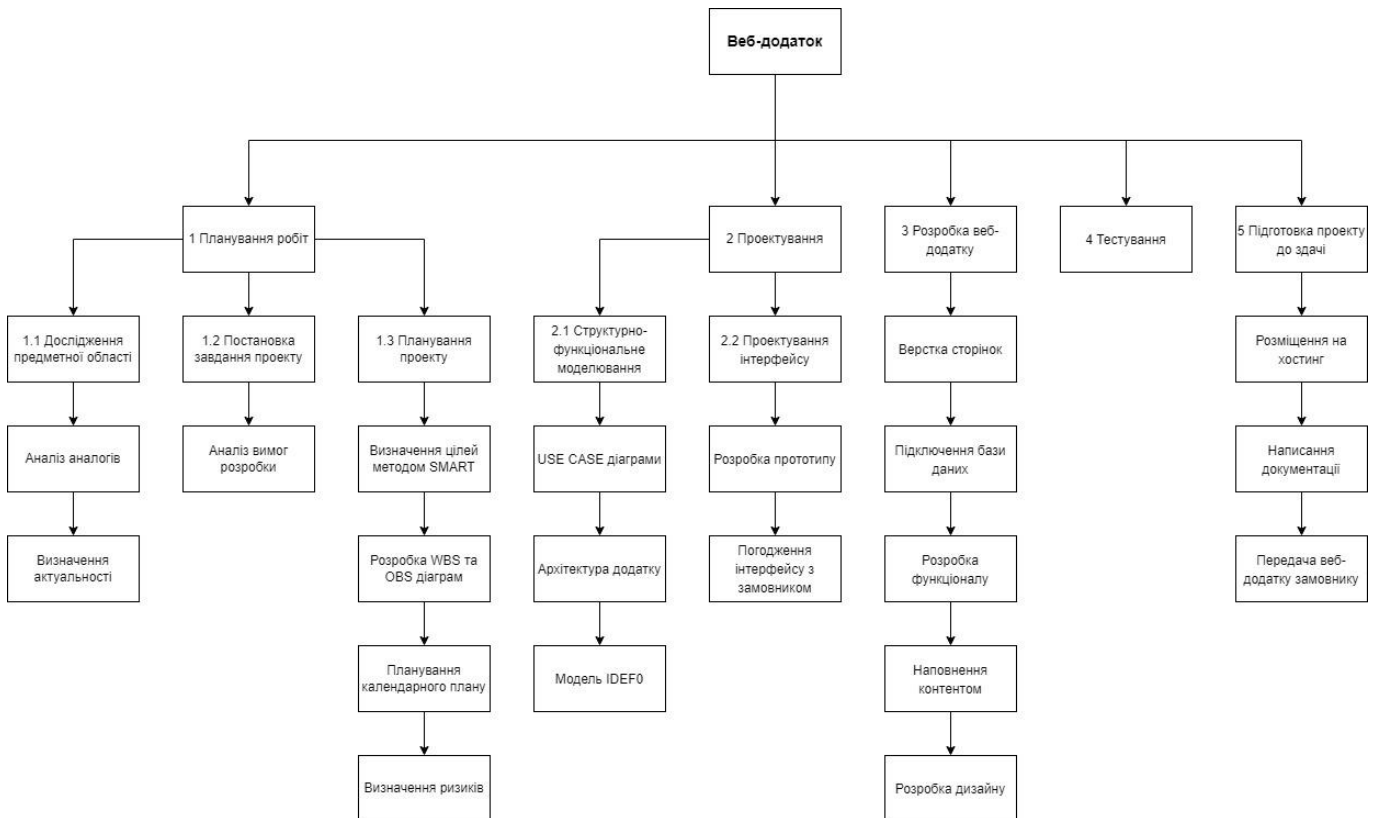 Веб-додаток
1 Планування робіт
2 Проектування
3 Розробка веб-
додатку
4 Тестування
5 Підготовка проекту
до здачі
1.1 Дослідження
предметної області
1.2 Постановка
завдання проекту
1.3 Планування
проекту
2.1 Структурно-
функціональне
моделювання
2.2 Проектування
інтерфейсу
Верстка сторінок
Розміщення на
хостинг
Аналіз аналогів
Аналіз вимог
розробки
Визначення цілей
методом SMART
USE CASE діаграми
Розробка прототипу
Підключення бази
даних
Написання
документації
Визначення
актуальності
Розробка WBS та
OBS діаграм
Архітектура додатку
Погодження
інтерфейсу з
замовником
Розробка
функціоналу
Передача веб-
додатку замовнику
Планування
календарного плану
Модель IDEF0
Наповнення
контентом
Визначення ризиків
Розробка дизайну